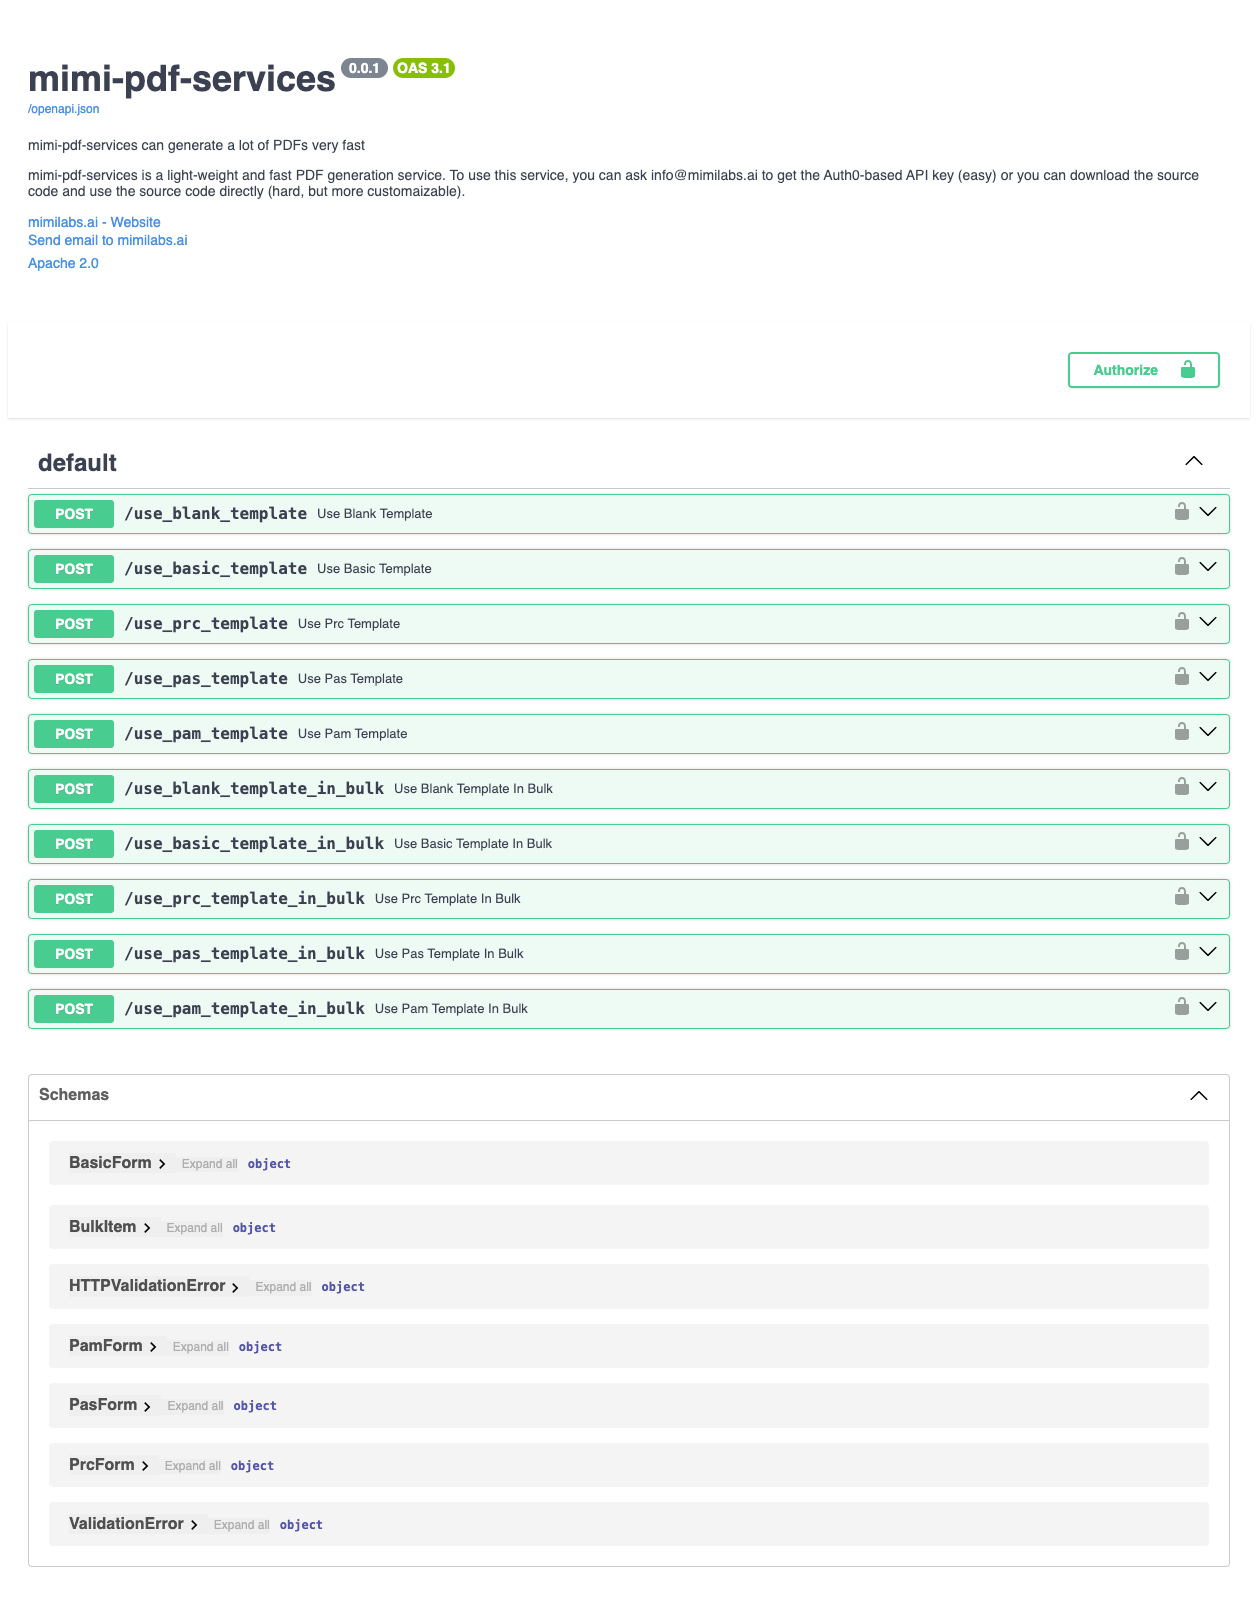 mimi-pdf-services 0.0.1 OAS 3.1
/openapi.json
mimi-pdf-services can generate a lot of PDFs very fast
mimi-pdf-services is a light-weight and fast PDF generation service. To use this service, you can ask info@mimilabs.ai to get the Auth0-based API key (easy) or you can download the source
code and use the source code directly (hard, but more customaizable).
mimilabs.ai - Website
Send email to mimilabs.ai
Apache 2.0
Authorize
default
POST /use_blank_template Use Blank Template
POST /use_basic_template Use Basic Template
POST /use_prc_template Use Prc Template
POST /use_pas_template Use Pas Template
POST /use_pam_template Use Pam Template
POST /use_blank_template_in_bulk Use Blank Template In Bulk
POST /use_basic_template_in_bulk Use Basic Template In Bulk
POST /use_prc_template_in_bulk Use Prc Template In Bulk
POST /use_pas_template_in_bulk Use Pas Template In Bulk
POST /use_pam_template_in_bulk Use Pam Template In Bulk
Schemas
BasicForm Expand all object
BulkItem Expand all object
HTTPValidationError Expand all object
PamForm Expand all object
PasForm Expand all object
PrcForm Expand all object
ValidationError Expand all object